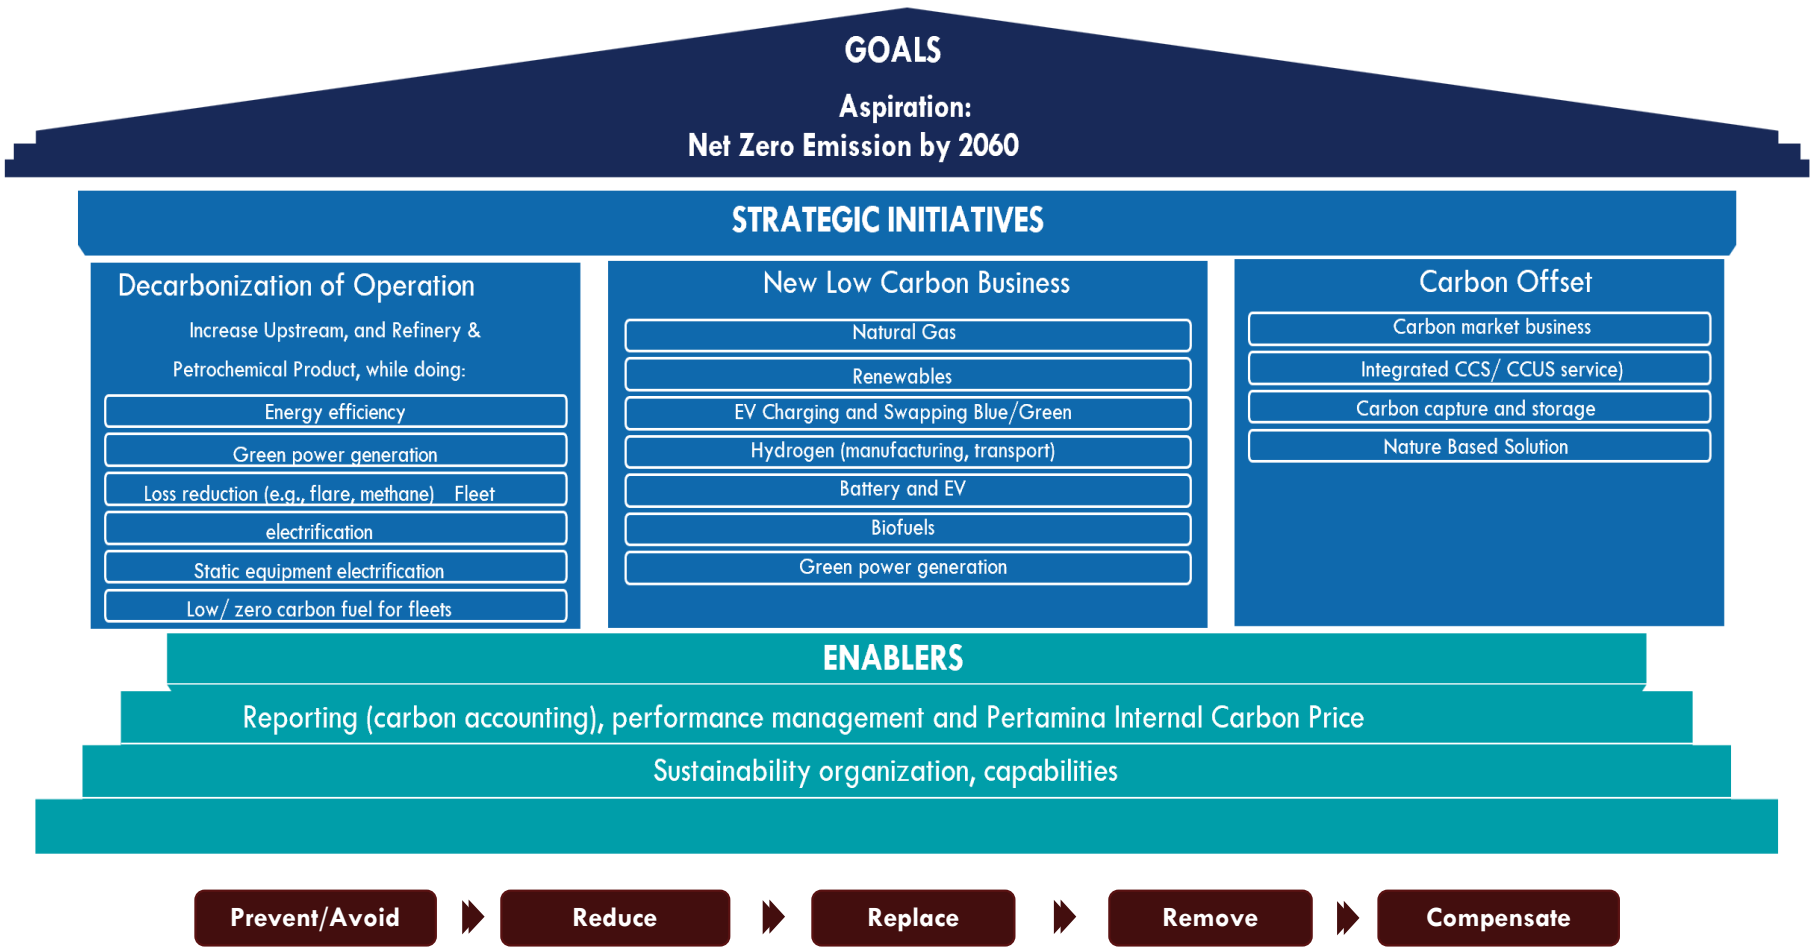 GOALS
Aspiration:
Net Zero Emission by 2060
STRATEGIC INITIATIVES
Decarbonization of Operation
Increase Upstream, and Refinery &
Petrochemical Product, while doing:
Energy efficiency
Green power generation
Loss reduction (e.g., flare, methane) Fleet
electrification
Static equipment electrification
Low/ zero carbon fuel for fleets
New Low Carbon Business
Natural Gas
Renewables
EV Charging and Swapping Blue/Green
Hydrogen (manufacturing, transport)
Battery and EV
Biofuels
Green power generation
Carbon Offset
Carbon market business
Integrated CCS/ CCUS service)
Carbon capture and storage
Nature Based Solution
ENABLERS
Reporting (carbon accounting), performance management and Pertamina Internal Carbon Price
Sustainability organization, capabilities
Prevent/Avoid
Reduce
Replace
Remove
Compensate